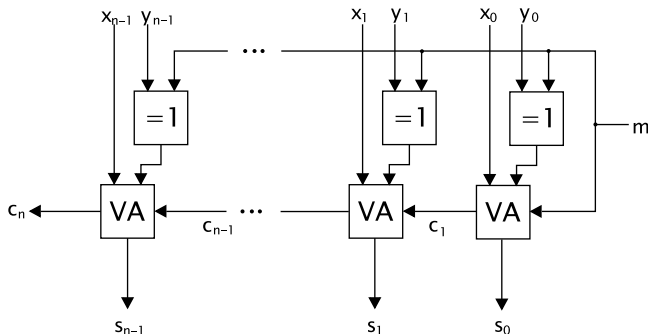 xₙ₋₁ yₙ₋₁ ... x₁ y₁ x₀ y₀
=1 =1 =1 m
cₙ VA cₙ₋₁ ... VA c₁ VA
sₙ₋₁ s₁ s₀